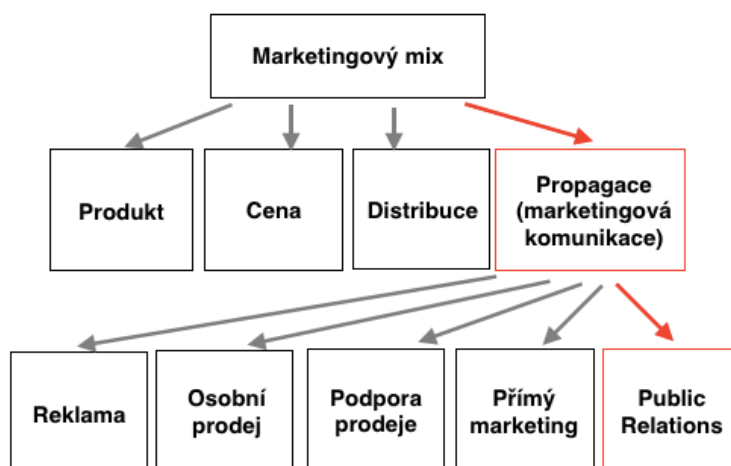 Marketingový mix
Produkt
Cena
Distribuce
Propagace
(marketingová
komunikace)
Reklama
Osobní
prodej
Podpora
prodeje
Přímý
marketing
Public
Relations